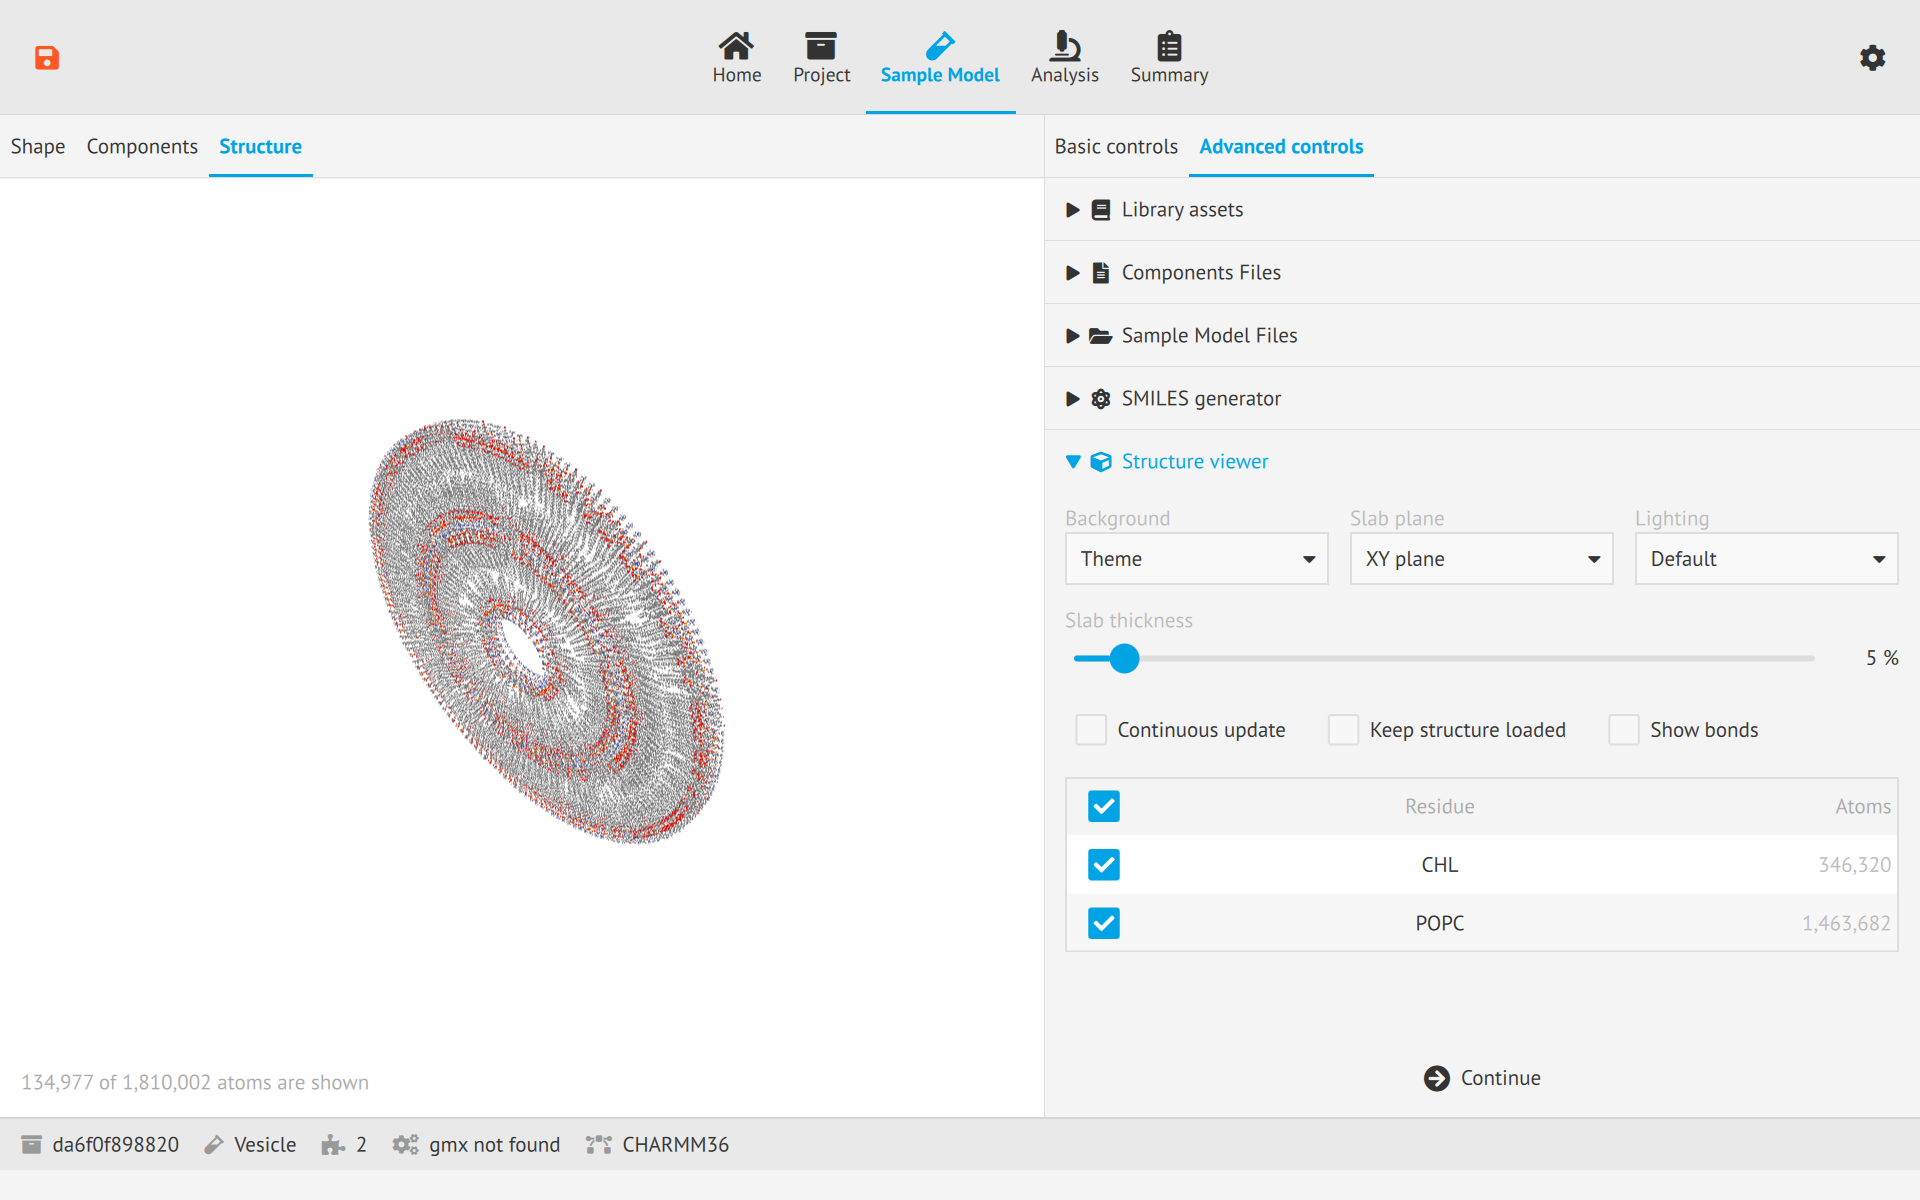 Home
Project
Sample Model
Analysis
Summary
Shape
Components
Structure
Basic controls
Advanced controls
Library assets
Components Files
Sample Model Files
SMILES generator
Structure viewer
Background
Slab plane
Lighting
Theme
XY plane
Default
Slab thickness
5 %
Continuous update
Keep structure loaded
Show bonds
Residue
Atoms
CHL
346,320
POPC
1,463,682
134,977 of 1,810,002 atoms are shown
Continue
da6f0f898820
Vesicle
2
gmx not found
CHARMM36